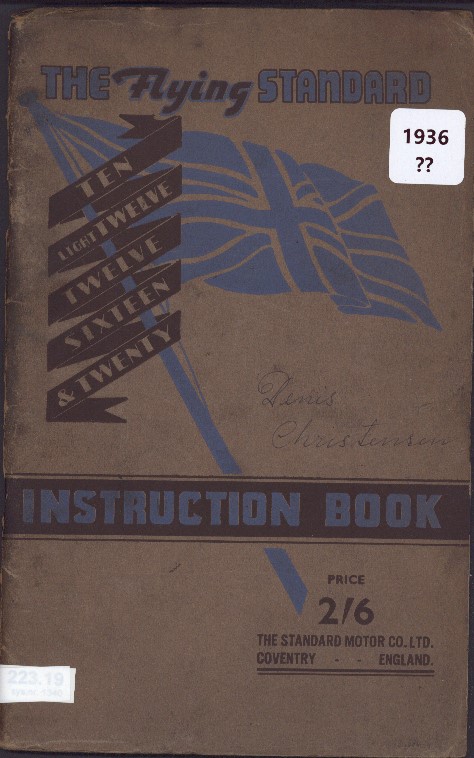 THE Flying STANDARD
1936
??
TEN
LIGHT TWELVE
TWELVE
SIXTEEN
& TWENTY
Denis
Christensen
INSTRUCTION BOOK
PRICE
2/6
THE STANDARD MOTOR CO. LTD.
COVENTRY - - ENGLAND.
223.19